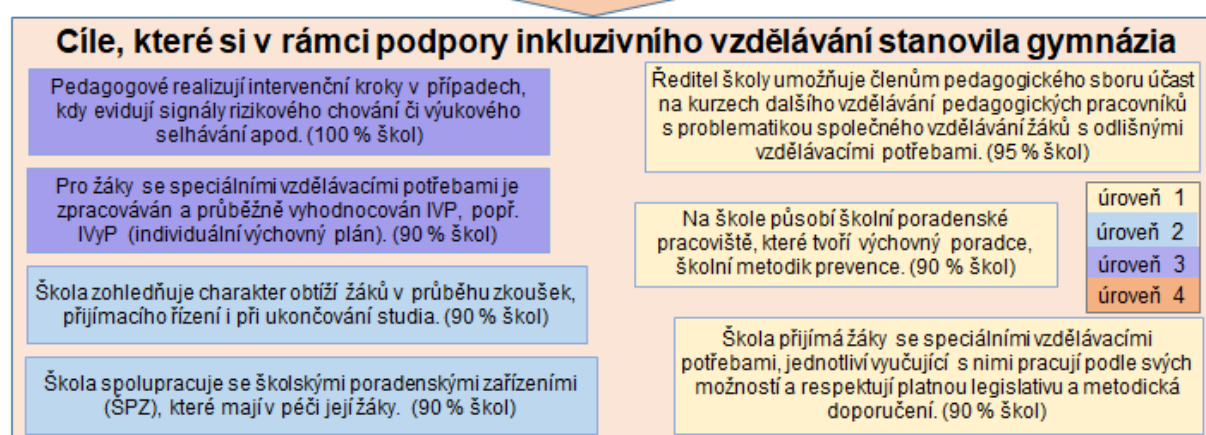 Cíle, které si v rámci podpory inkluzivního vzdělávání stanovila gymnázia
Pedagogové realizují intervenční kroky v případech,
kdy evidují signály rizikového chování či výukového
selhávání apod. (100 % škol)
Pro žáky se speciálními vzdělávacími potřebami je
zpracováván a průběžně vyhodnocován IVP, popř.
IVyP (individuální výchovný plán). (90 % škol)
Škola zohledňuje charakter obtíží žáků v průběhu zkoušek,
přijímacího řízení i při ukončování studia. (90 % škol)
Škola spolupracuje se školskými poradenskými zařízeními
(ŠPZ), které mají v péči její žáky. (90 % škol)
Ředitel školy umožňuje členům pedagogického sboru účast
na kurzech dalšího vzdělávání pedagogických pracovníků
s problematikou společného vzdělávání žáků s odlišnými
vzdělávacími potřebami. (95 % škol)
Na škole působí školní poradenské
pracoviště, které tvoří výchovný poradce,
školní metodik prevence. (90 % škol)
úroveň 1
úroveň 2
úroveň 3
úroveň 4
Škola přijímá žáky se speciálními vzdělávacími
potřebami, jednotliví vyučující s nimi pracují podle svých
možností a respektují platnou legislativu a metodická
doporučení. (90 % škol)